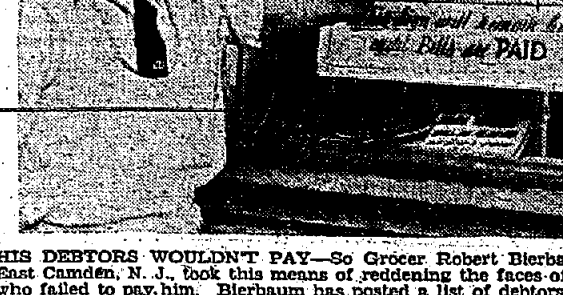 will remain
until Bills are PAID
HIS DEBTORS WOULDN'T PAY—So Grocer Robert Bierba
East Camden, N. J., took this means of reddening the faces of
who failed to pay him. Bierbaum has posted a list of debtors